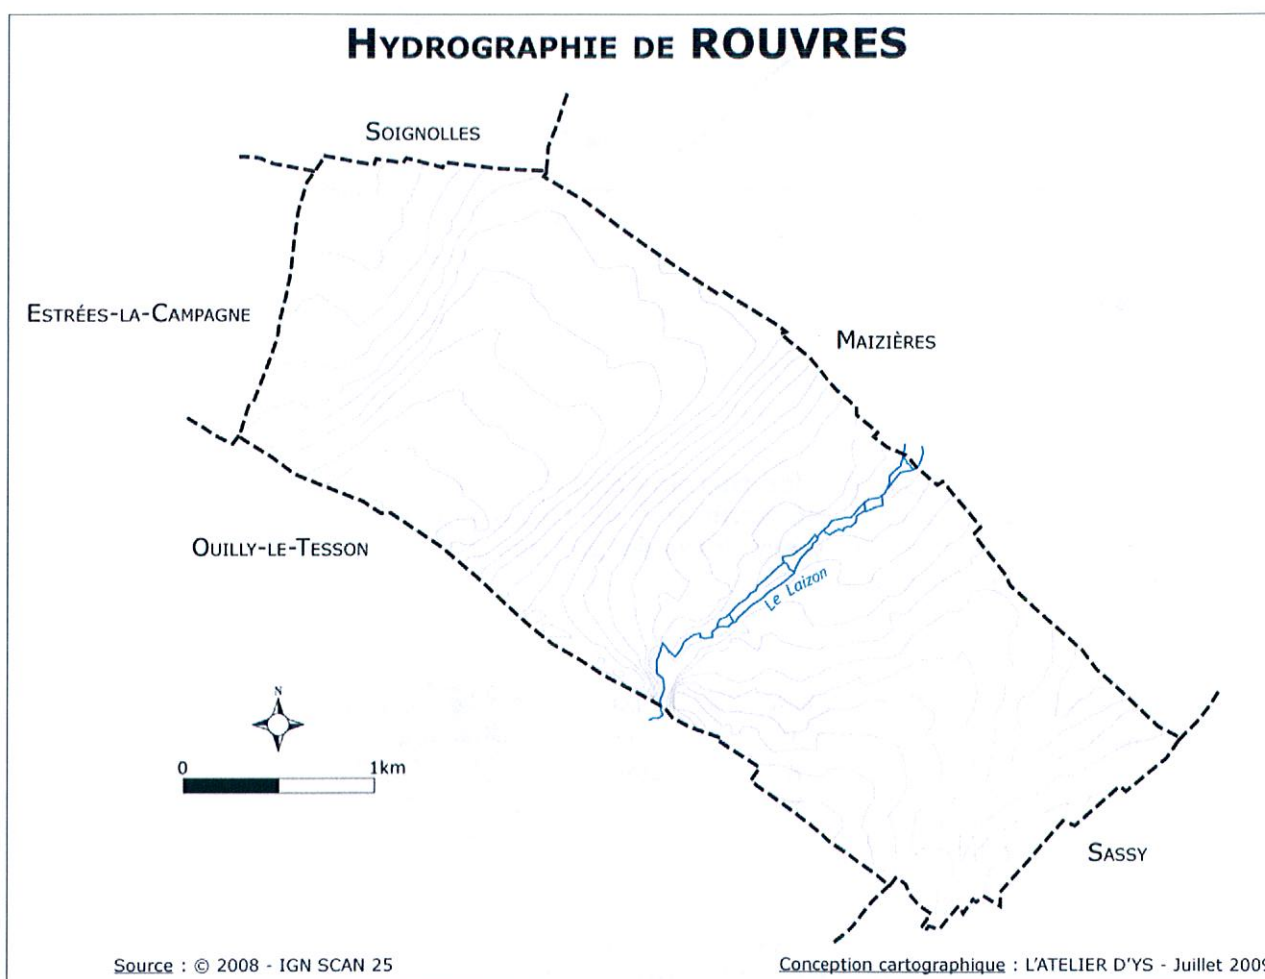 HYDROGRAPHIE DE ROUVRES
SOIGNOLLES
ESTRÉES-LA-CAMPAGNE
MAIZIÈRES
OUILLY-LE-TESSON
Le Laizon
N
0 1km
SASSY
Source : © 2008 - IGN SCAN 25
Conception cartographique : L'ATELIER D'YS - Juillet 2009